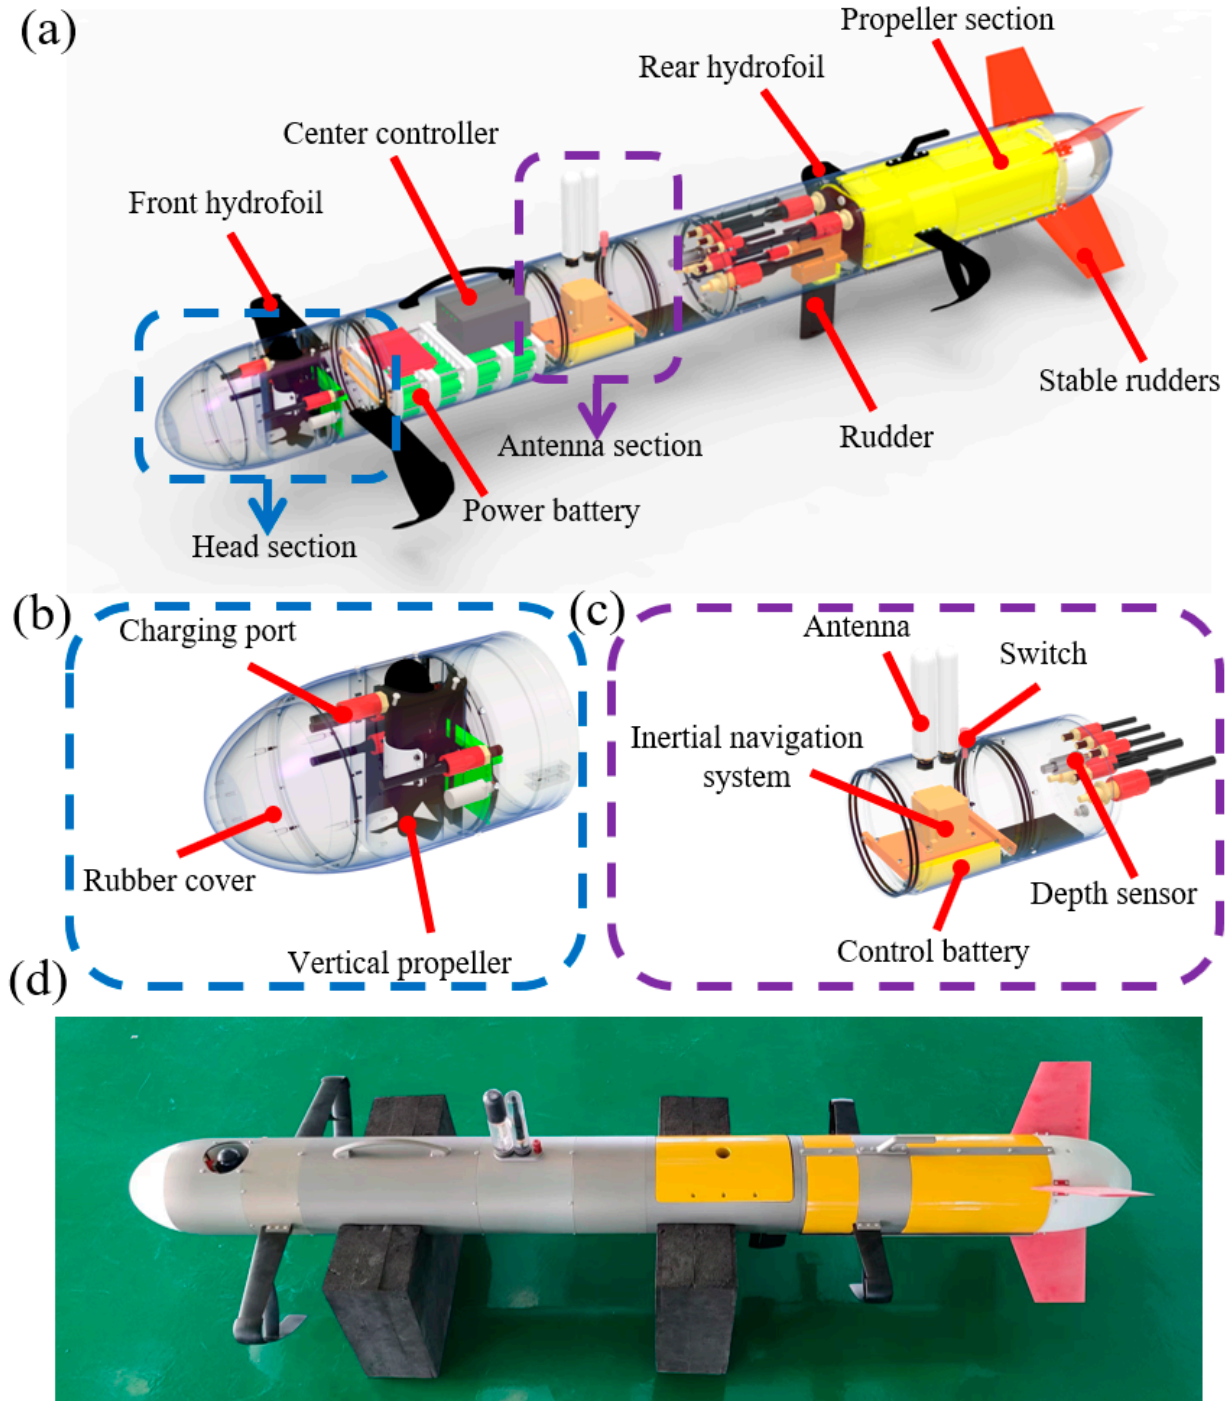 (a)
Propeller section
Rear hydrofoil
Center controller
Front hydrofoil
Stable rudders
Rudder
Antenna section
Power battery
Head section
(b)
Charging port
Rubber cover
Vertical propeller
(c)
Antenna
Switch
Inertial navigation
system
Depth sensor
Control battery
(d)